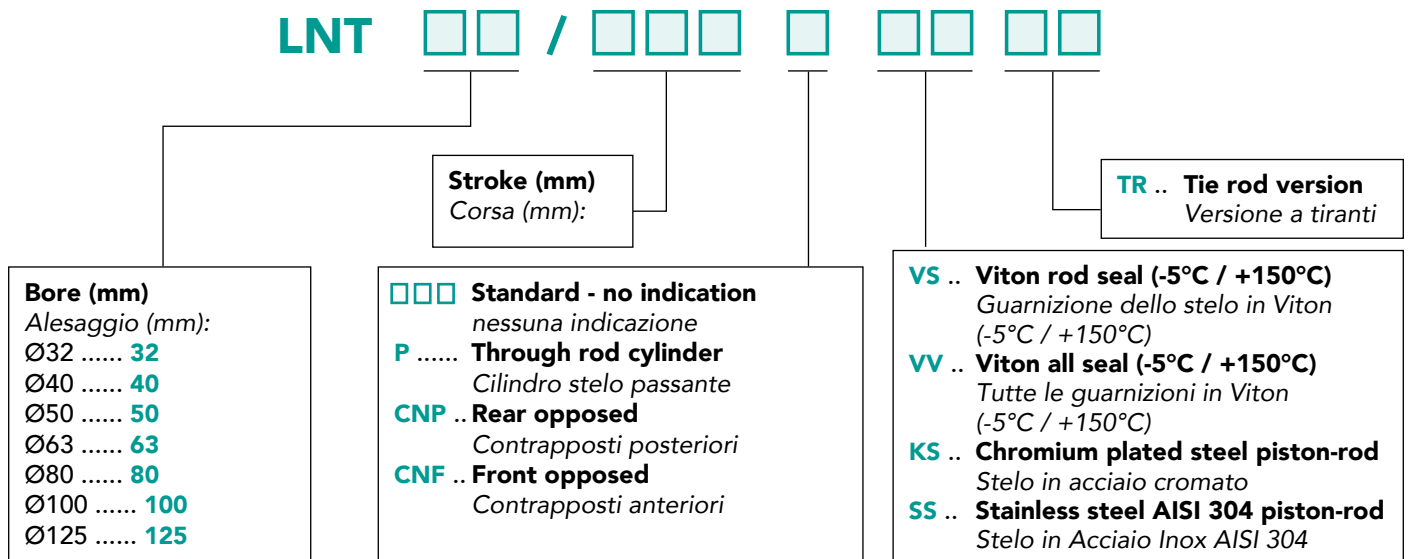 LNT □□ / □□□ □ □□ □□
Stroke (mm)
Corsa (mm):
TR .. Tie rod version
Versione a tiranti
Bore (mm)
Alesaggio (mm):
Ø32 ...... 32
Ø40 ...... 40
Ø50 ...... 50
Ø63 ...... 63
Ø80 ...... 80
Ø100 ...... 100
Ø125 ...... 125
□□□ Standard - no indication
nessuna indicazione
P ...... Through rod cylinder
Cilindro stelo passante
CNP .. Rear opposed
Contrapposti posteriori
CNF .. Front opposed
Contrapposti anteriori
VS .. Viton rod seal (-5°C / +150°C)
Guarnizione dello stelo in Viton
(-5°C / +150°C)
VV .. Viton all seal (-5°C / +150°C)
Tutte le guarnizioni in Viton
(-5°C / +150°C)
KS .. Chromium plated steel piston-rod
Stelo in acciaio cromato
SS .. Stainless steel AISI 304 piston-rod
Stelo in Acciaio Inox AISI 304